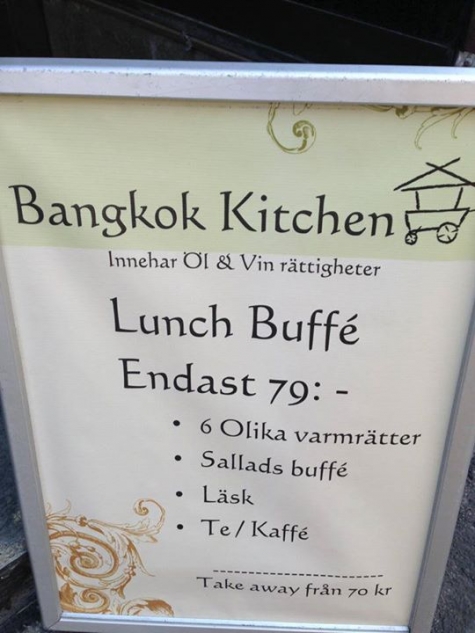 Bangkok Kitchen
Innehar Öl & Vin rättigheter
Lunch Buffé
Endast 79: -
• 6 Olika varmrätter
• Sallads buffé
• Läsk
• Te / Kaffé
Take away från 70 kr